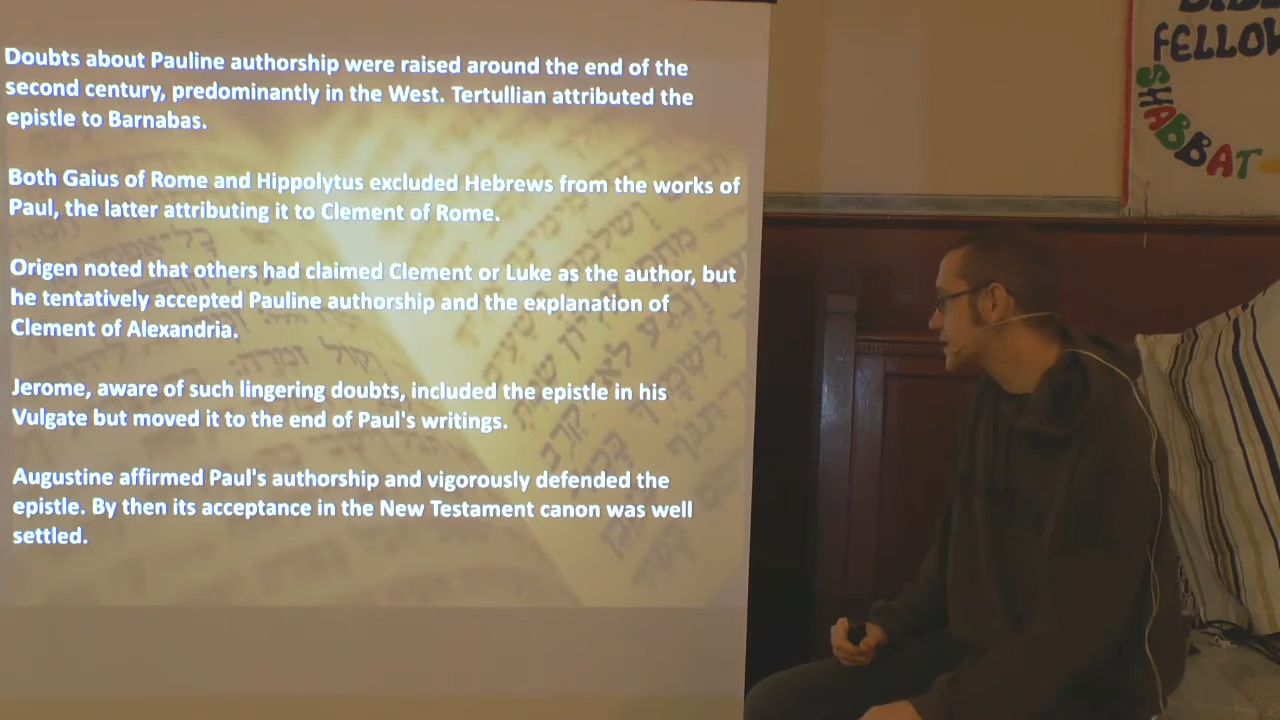 Doubts about Pauline authorship were raised around the end of the
second century, predominantly in the West. Tertullian attributed the
epistle to Barnabas.
Both Gaius of Rome and Hippolytus excluded Hebrews from the works of
Paul, the latter attributing it to Clement of Rome.
Origen noted that others had claimed Clement or Luke as the author, but
he tentatively accepted Pauline authorship and the explanation of
Clement of Alexandria.
Jerome, aware of such lingering doubts, included the epistle in his
Vulgate but moved it to the end of Paul's writings.
Augustine affirmed Paul's authorship and vigorously defended the
epistle. By then its acceptance in the New Testament canon was well
settled.
FELLOW
SHABBAT